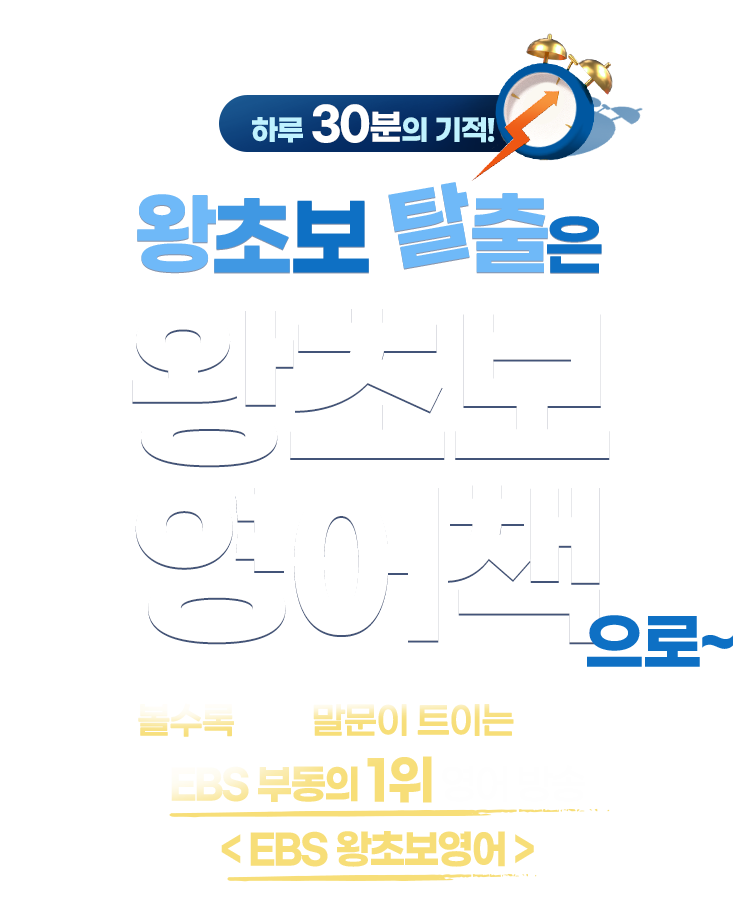 하루 30분의 기적!
왕초보 탈출은
왕초보
영어책
으로~
볼수록 말문이 트이는
EBS 부동의 1위
< EBS 왕초보영어 >